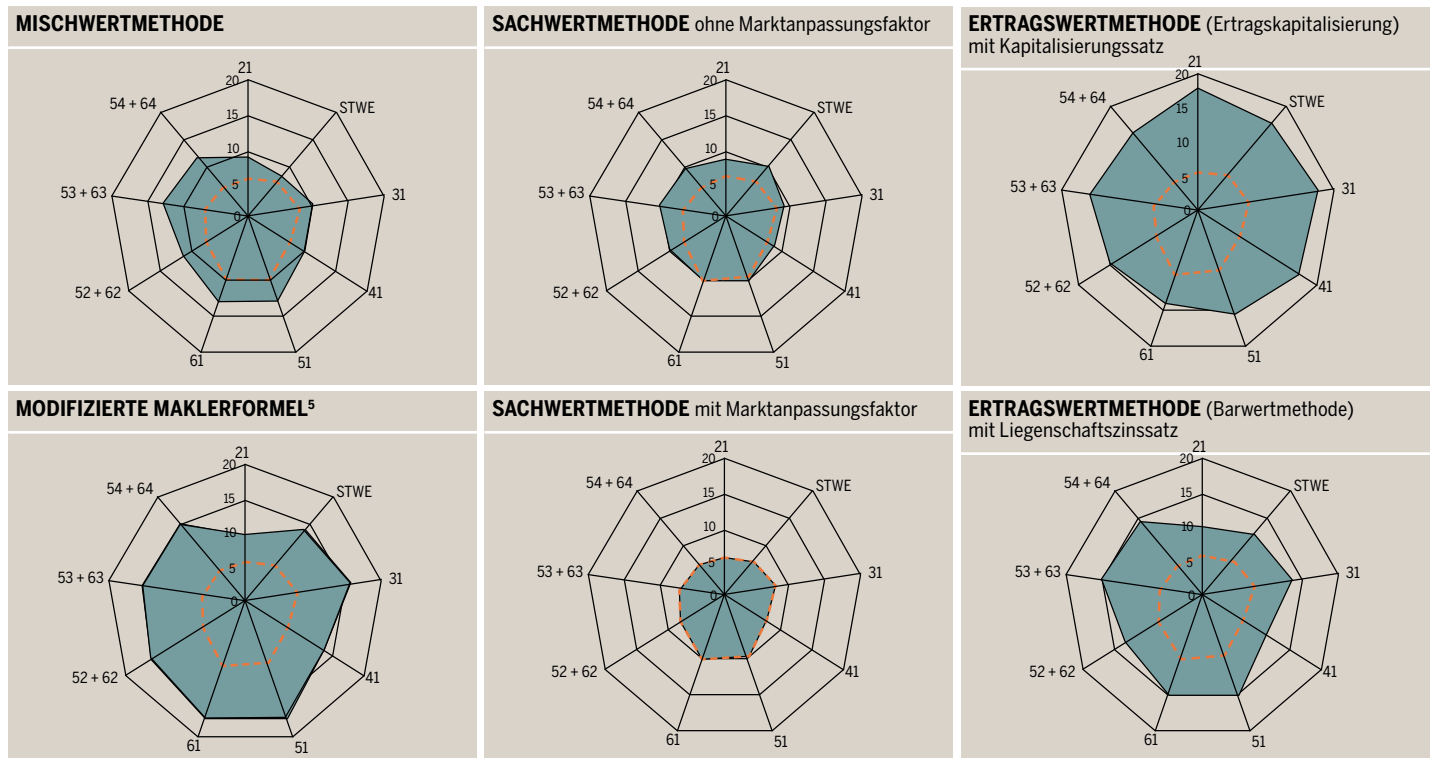 MISCHWERTMETHODE
21
20
15
10
5
0
STWE
31
41
51
61
52 + 62
53 + 63
54 + 64
SACHWERTMETHODE ohne Marktanpassungsfaktor
21
20
15
10
5
0
STWE
31
41
51
61
52 + 62
53 + 63
54 + 64
ERTRAGSWERTMETHODE (Ertragskapitalisierung)
mit Kapitalisierungssatz
21
20
15
10
5
0
STWE
31
41
51
61
52 + 62
53 + 63
54 + 64
MODIFIZIERTE MAKLERFORMEL⁵
21
20
15
10
5
0
STWE
31
41
51
61
52 + 62
53 + 63
54 + 64
SACHWERTMETHODE mit Marktanpassungsfaktor
21
20
15
10
5
0
STWE
31
41
51
61
52 + 62
53 + 63
54 + 64
ERTRAGSWERTMETHODE (Barwertmethode)
mit Liegenschaftszinssatz
21
20
15
10
5
0
STWE
31
41
51
61
52 + 62
53 + 63
54 + 64